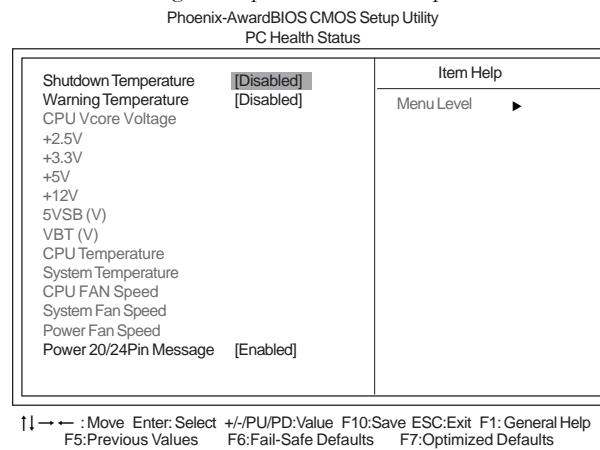 Phoenix-AwardBIOS CMOS Setup Utility
PC Health Status
Shutdown Temperature [Disabled]
Warning Temperature [Disabled]
CPU Vcore Voltage
+2.5V
+3.3V
+5V
+12V
5VSB (V)
VBT (V)
CPU Temperature
System Temperature
CPU FAN Speed
System Fan Speed
Power Fan Speed
Power 20/24Pin Message [Enabled]
Item Help
Menu Level ►
↑↓→← : Move Enter: Select +/-/PU/PD:Value F10:Save ESC:Exit F1: General Help
F5:Previous Values F6:Fail-Safe Defaults F7:Optimized Defaults